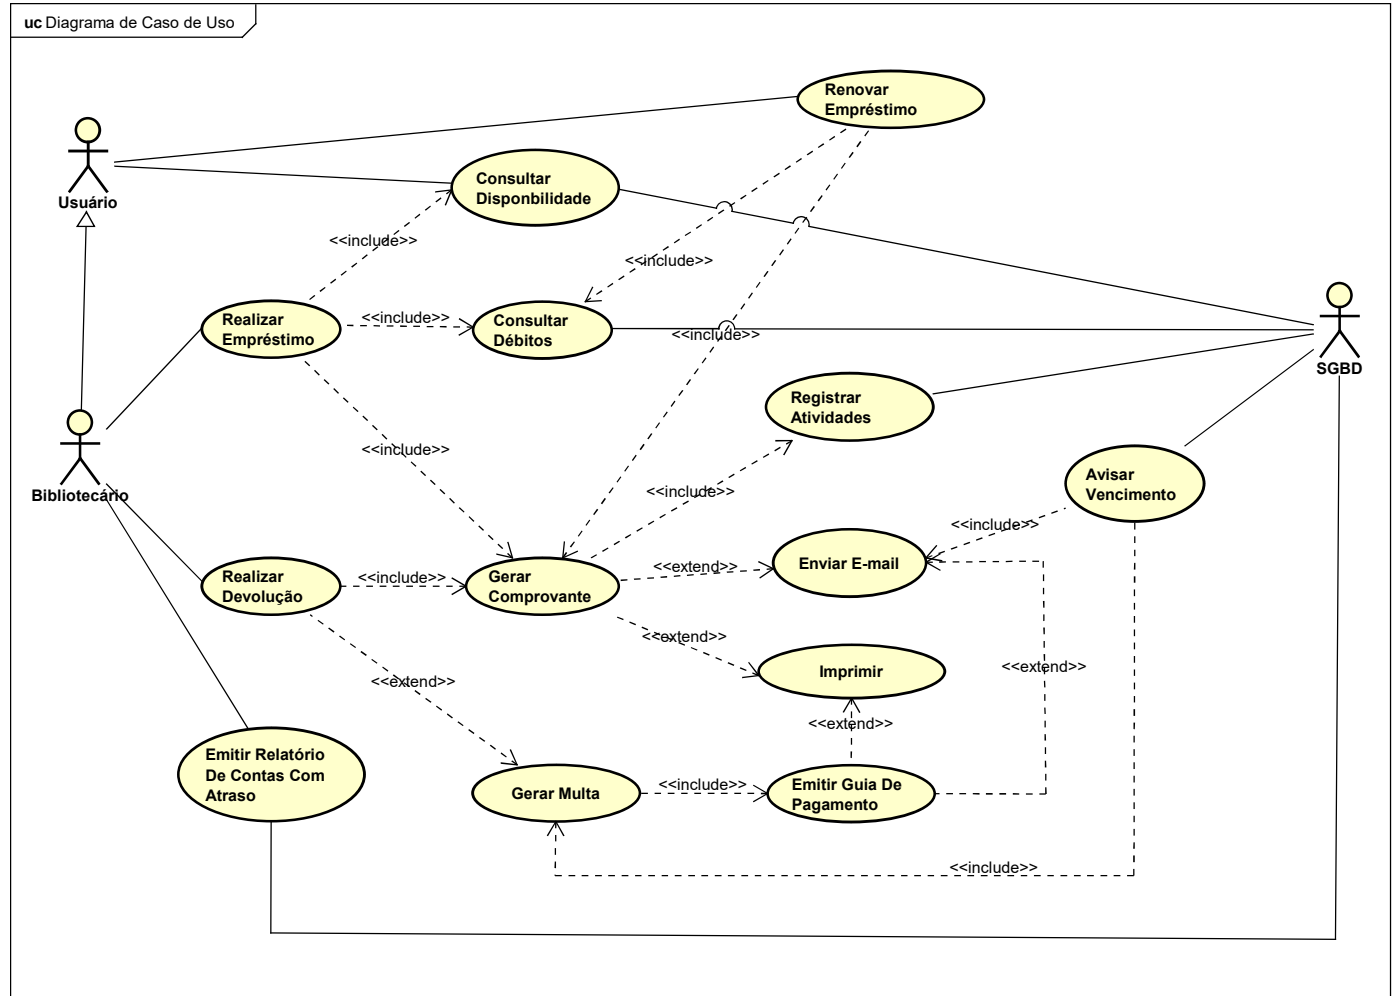 uc Diagrama de Caso de Uso
Renovar
Empréstimo
Usuário
Consultar
Disponbilidade
<<include>>
<<include>>
Realizar
Empréstimo
<<include>>
Consultar
Débitos
<<include>>
SGBD
Registrar
Atividades
Bibliotecário
<<include>>
<<include>>
Avisar
Vencimento
<<include>>
Realizar
Devolução
<<include>>
Gerar
Comprovante
<<extend>>
Enviar E-mail
<<extend>>
Imprimir
<<extend>>
<<extend>>
<<extend>>
Emitir Relatório
De Contas Com
Atraso
Gerar Multa
<<include>>
Emitir Guia De
Pagamento
<<include>>